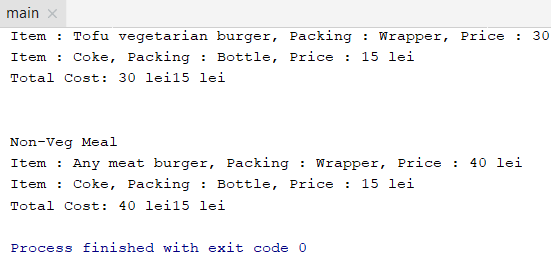 main
Item : Tofu vegetarian burger, Packing : Wrapper, Price : 30
Item : Coke, Packing : Bottle, Price : 15 lei
Total Cost: 30 lei15 lei
Non-Veg Meal
Item : Any meat burger, Packing : Wrapper, Price : 40 lei
Item : Coke, Packing : Bottle, Price : 15 lei
Total Cost: 40 lei15 lei
Process finished with exit code 0